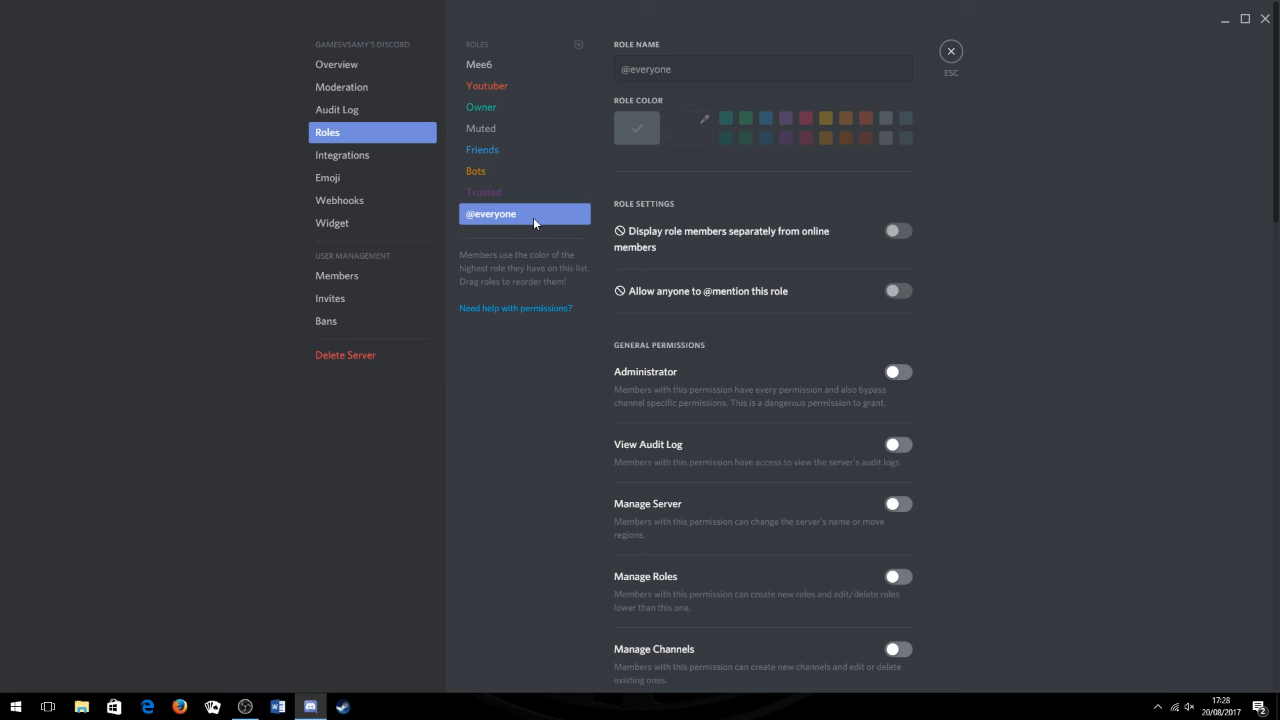 GAMESVSAMY'S DISCORD
Overview
Moderation
Audit Log
Roles
Integrations
Emoji
Webhooks
Widget
USER MANAGEMENT
Members
Invites
Bans
Delete Server
ROLES
Mee6
Youtuber
Owner
Muted
Friends
Bots
Trusted
@everyone
Members use the color of the
highest role they have on this list.
Drag roles to reorder them!
Need help with permissions?
ROLE NAME
@everyone
ROLE COLOR
ROLE SETTINGS
Display role members separately from online
members
Allow anyone to @mention this role
GENERAL PERMISSIONS
Administrator
Members with this permission have every permission and also bypass
channel specific permissions. This is a dangerous permission to grant.
View Audit Log
Members with this permission have access to view the server's audit logs
Manage Server
Members with this permission can change the server's name or move
regions.
Manage Roles
Members with this permission can create new roles and edit/delete roles
lower than this one.
Manage Channels
Members with this permission can create new channels and edit or delete
existing ones.
ESC
17:28
20/08/2017
2